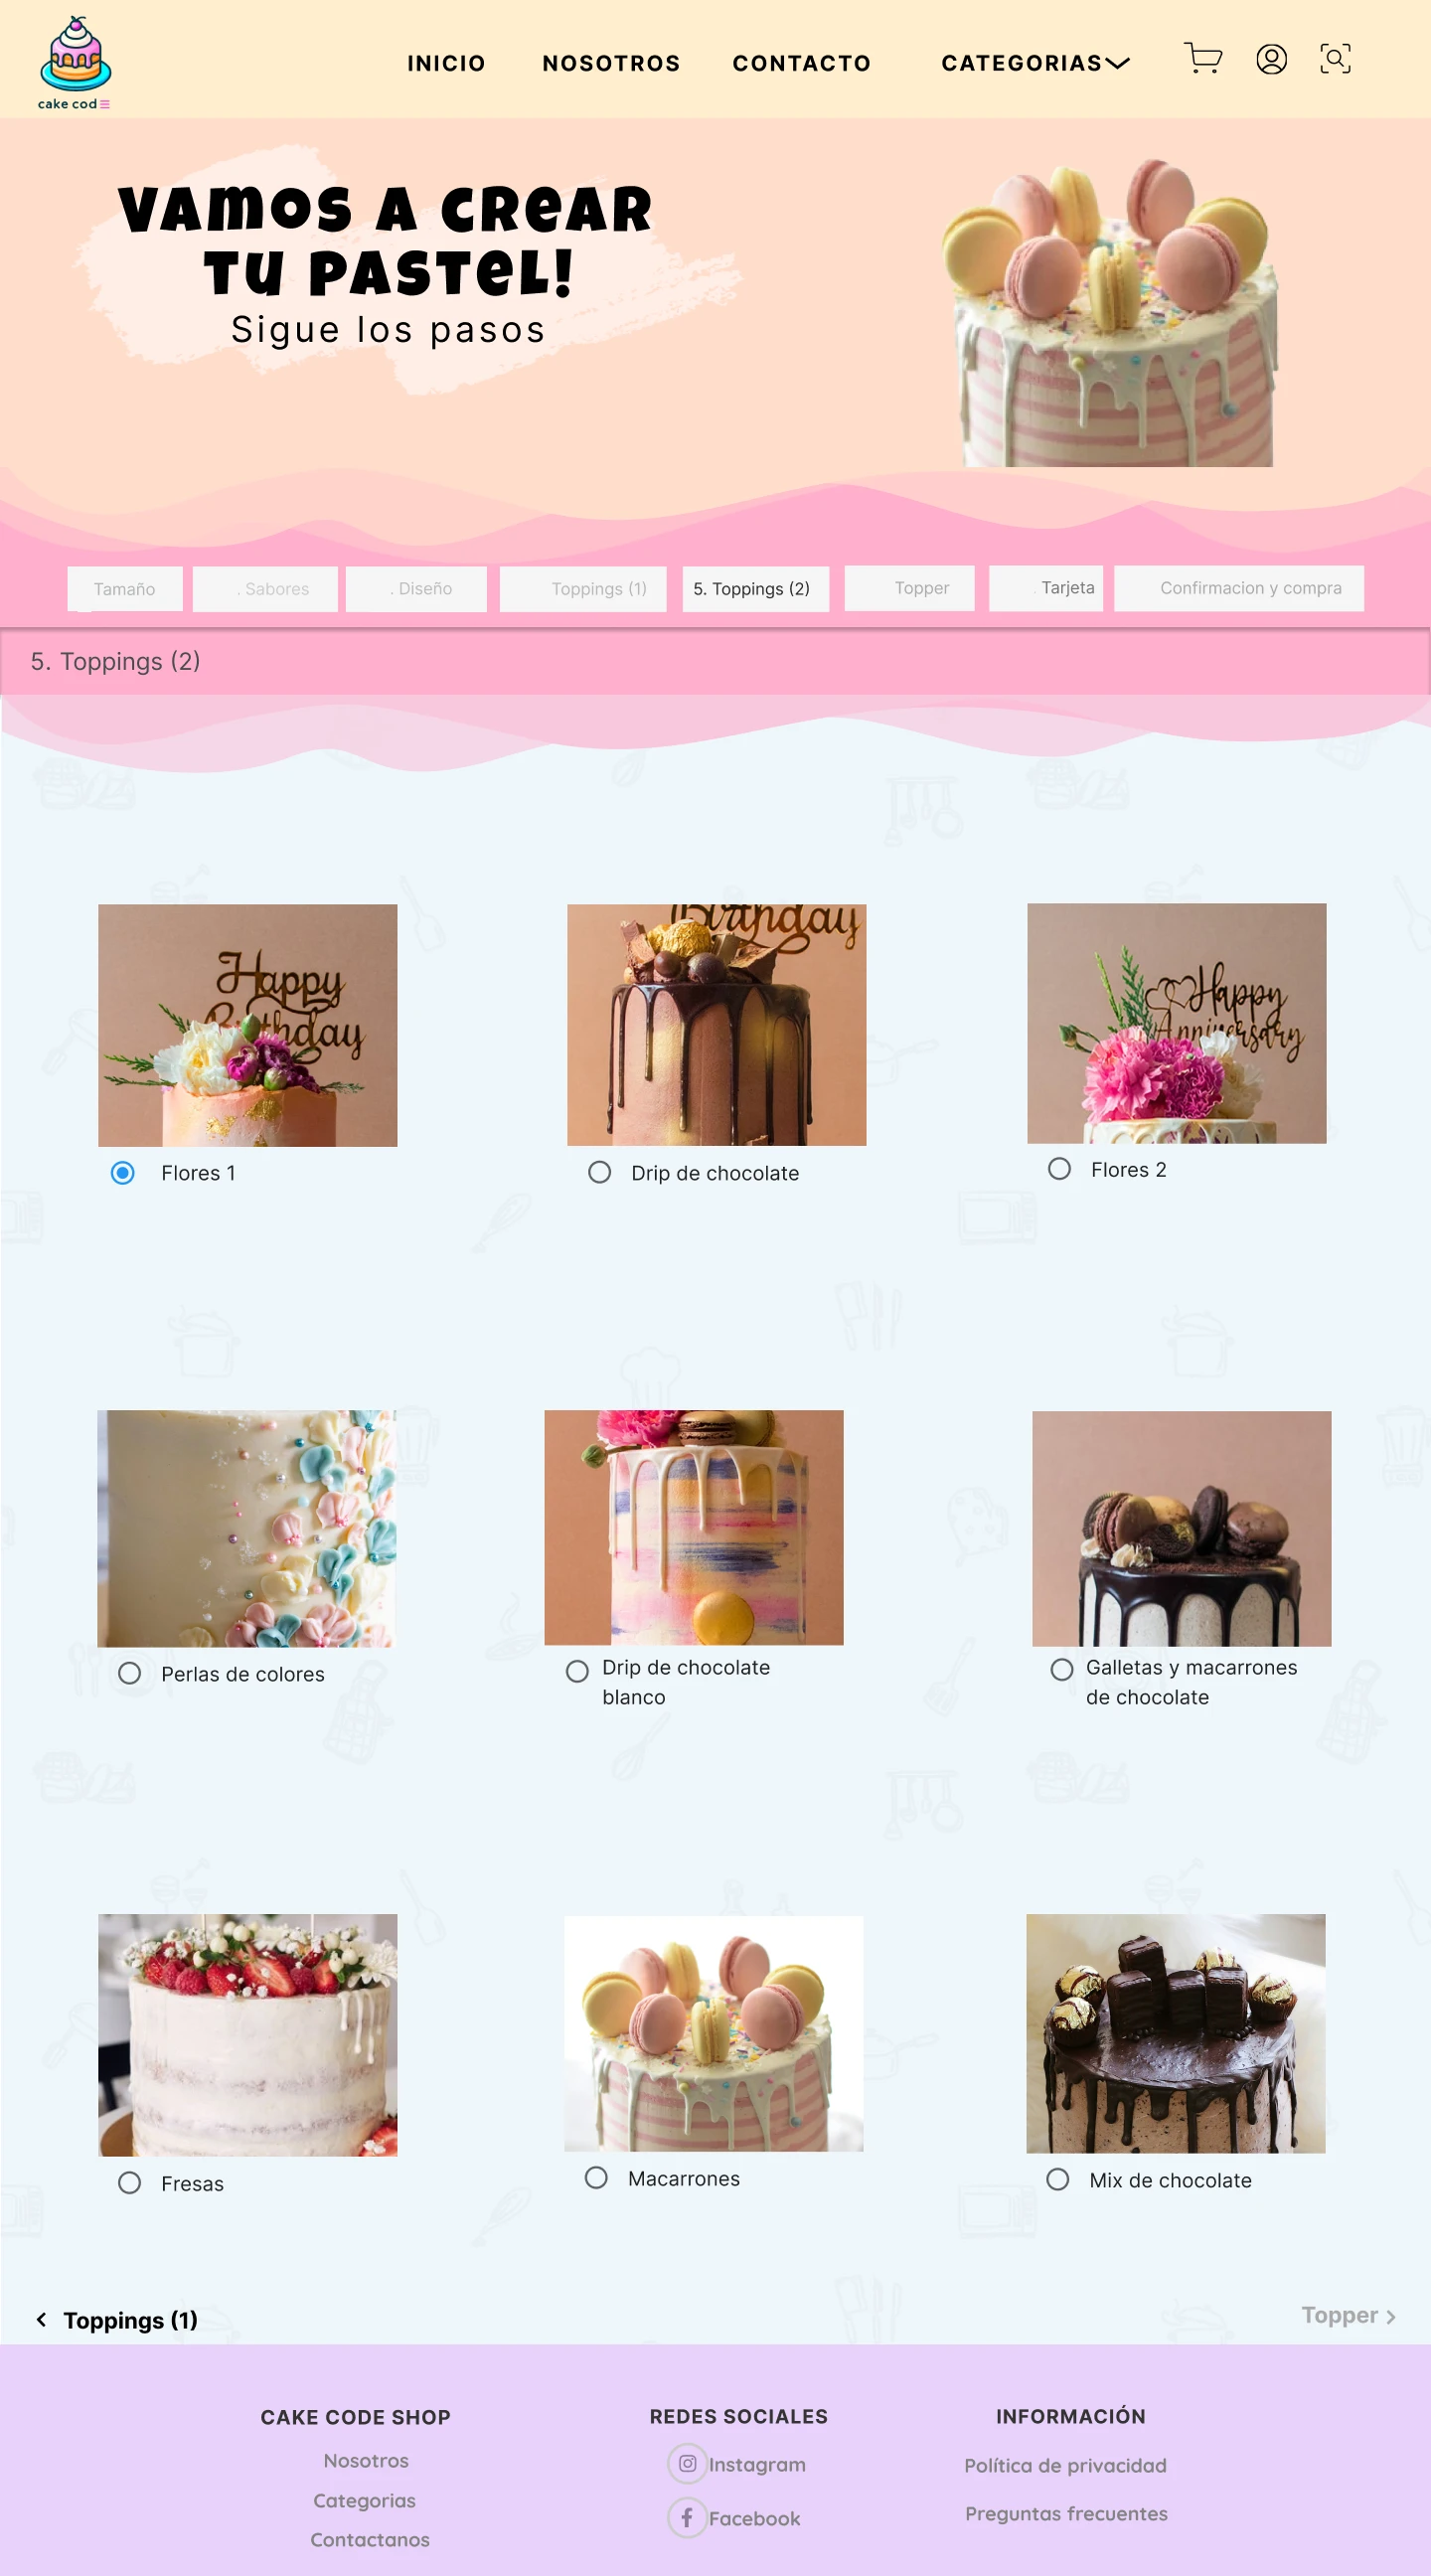 cake cod
INICIO NOSOTROS CONTACTO CATEGORIAS
VAMOS A CREAR
TU PASTEL!
Sigue los pasos
Tamaño . Sabores . Diseño Toppings (1) 5. Toppings (2) Topper . Tarjeta Confirmacion y compra
5. Toppings (2)
Happy
Birthday
Birthday
Happy
Anniversary
Flores 1 Drip de chocolate Flores 2
Perlas de colores
Drip de chocolate
blanco
Galletas y macarrones
de chocolate
Fresas Macarrones Mix de chocolate
Toppings (1) Topper
CAKE CODE SHOP
Nosotros
Categorias
Contactanos
REDES SOCIALES
Instagram
Facebook
INFORMACIÓN
Política de privacidad
Preguntas frecuentes